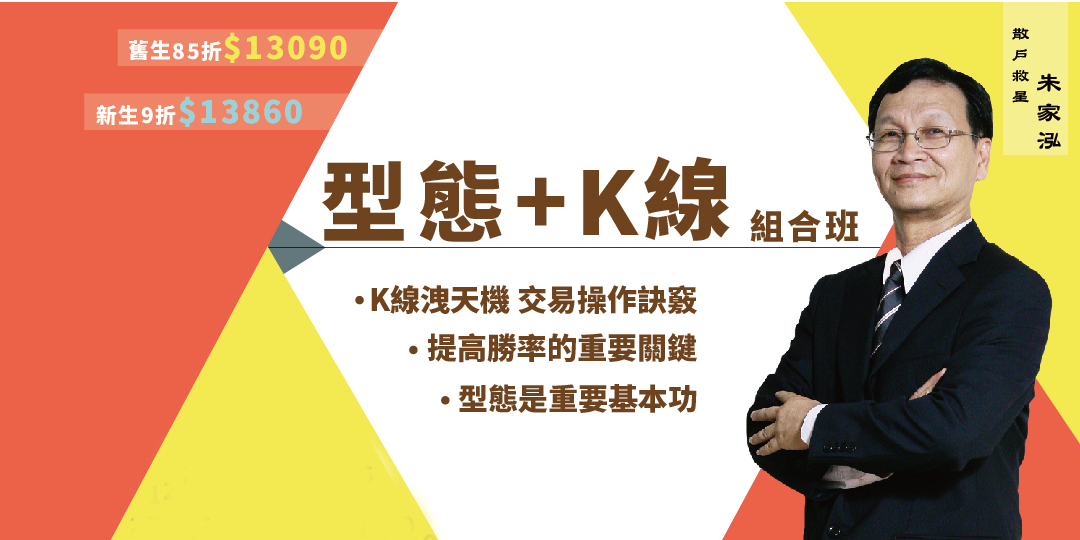 舊生85折$13090
新生9折$13860
散戶救星
朱家泓
型態+K線 組合班
•K線洩天機 交易操作訣竅
• 提高勝率的重要關鍵
• 型態是重要基本功